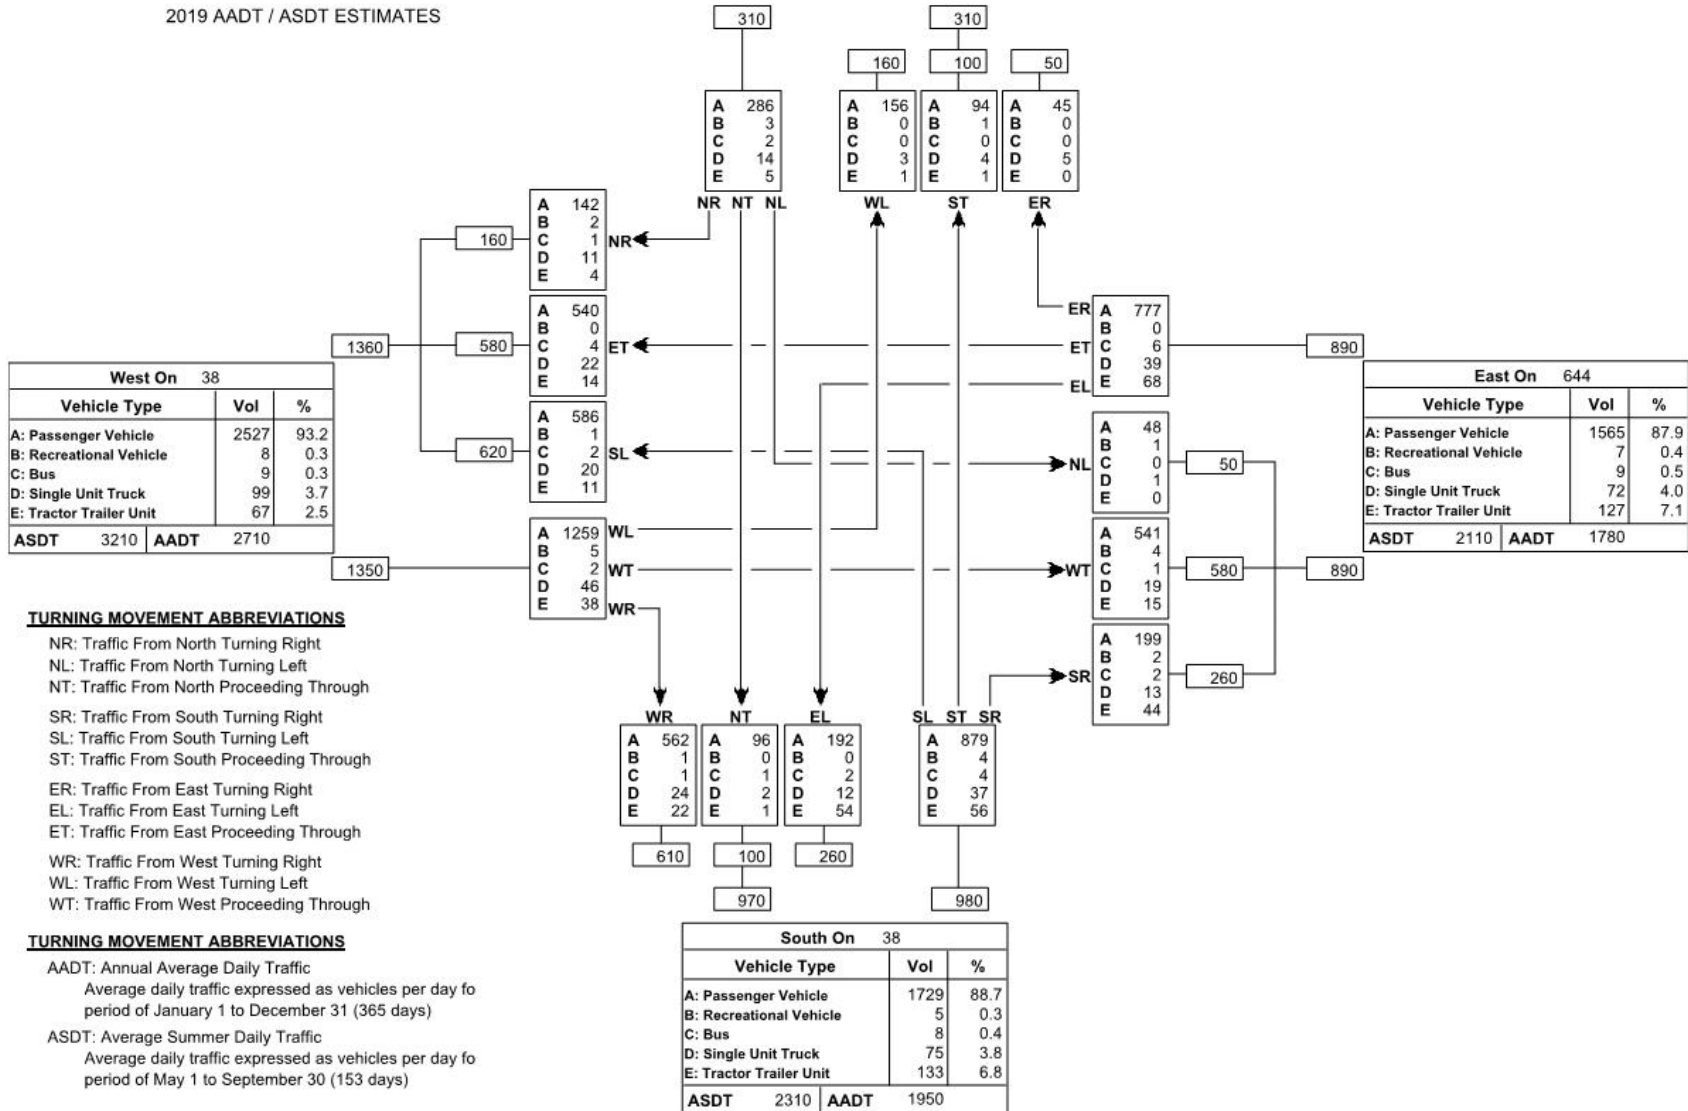 2019 AADT / ASDT ESTIMATES
310
310
160
100
50
A 286
B 3
C 2
D 14
E 5
A 156
B 0
C 0
D 3
E 1
A 94
B 1
C 0
D 4
E 1
A 45
B 0
C 0
D 5
E 0
NR NT NL
WL
ST
ER
160
A 142
B 2
C 1
D 11
E 4
NR
1360
580
A 540
B 0
C 4
D 22
E 14
ET
620
A 586
B 1
C 2
D 20
E 11
SL
1350
A 1259
B 5
C 2
D 46
E 38
WL
WT
WR
ER
ET
EL
A 777
B 0
C 6
D 39
E 68
890
NL
A 48
B 1
C 0
D 1
E 0
50
WT
A 541
B 4
C 1
D 19
E 15
580
890
SR
A 199
B 2
C 2
D 13
E 44
260
West On 38
Vehicle Type Vol %
A: Passenger Vehicle 2527 93.2
B: Recreational Vehicle 8 0.3
C: Bus 9 0.3
D: Single Unit Truck 99 3.7
E: Tractor Trailer Unit 67 2.5
ASDT 3210 AADT 2710
East On 644
Vehicle Type Vol %
A: Passenger Vehicle 1565 87.9
B: Recreational Vehicle 7 0.4
C: Bus 9 0.5
D: Single Unit Truck 72 4.0
E: Tractor Trailer Unit 127 7.1
ASDT 2110 AADT 1780
TURNING MOVEMENT ABBREVIATIONS
NR: Traffic From North Turning Right
NL: Traffic From North Turning Left
NT: Traffic From North Proceeding Through
SR: Traffic From South Turning Right
SL: Traffic From South Turning Left
ST: Traffic From South Proceeding Through
ER: Traffic From East Turning Right
EL: Traffic From East Turning Left
ET: Traffic From East Proceeding Through
WR: Traffic From West Turning Right
WL: Traffic From West Turning Left
WT: Traffic From West Proceeding Through
TURNING MOVEMENT ABBREVIATIONS
AADT: Annual Average Daily Traffic
Average daily traffic expressed as vehicles per day fo
period of January 1 to December 31 (365 days)
ASDT: Average Summer Daily Traffic
Average daily traffic expressed as vehicles per day fo
period of May 1 to September 30 (153 days)
WR
NT
EL
SL ST SR
A 562
B 1
C 1
D 24
E 22
A 96
B 0
C 1
D 2
E 1
A 192
B 0
C 2
D 12
E 54
A 879
B 4
C 4
D 37
E 56
610
100
260
970
980
South On 38
Vehicle Type Vol %
A: Passenger Vehicle 1729 88.7
B: Recreational Vehicle 5 0.3
C: Bus 8 0.4
D: Single Unit Truck 75 3.8
E: Tractor Trailer Unit 133 6.8
ASDT 2310 AADT 1950